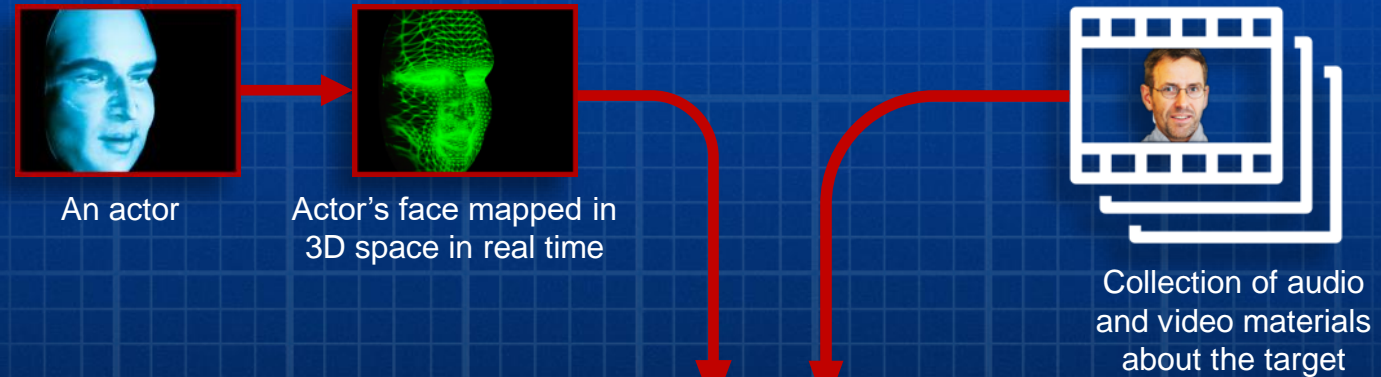 An actor
Actor’s face mapped in
3D space in real time
Collection of audio
and video materials
about the target